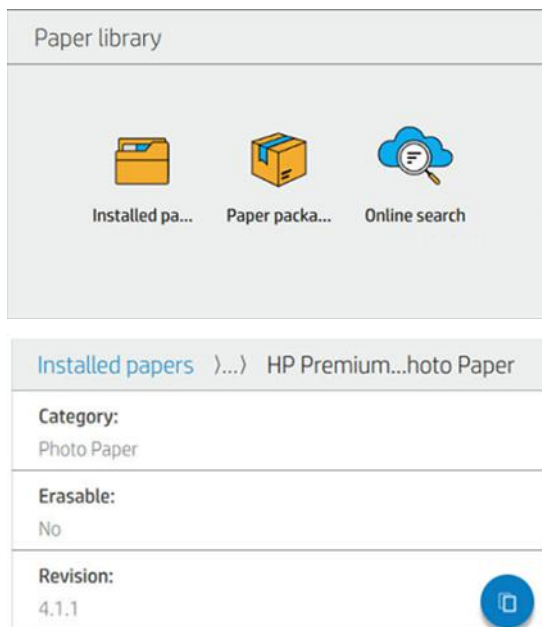 Paper library
Installed pa... Paper packa... Online search
Installed papers ⟩...⟩ HP Premium...hoto Paper
Category:
Photo Paper
Erasable:
No
Revision:
4.1.1